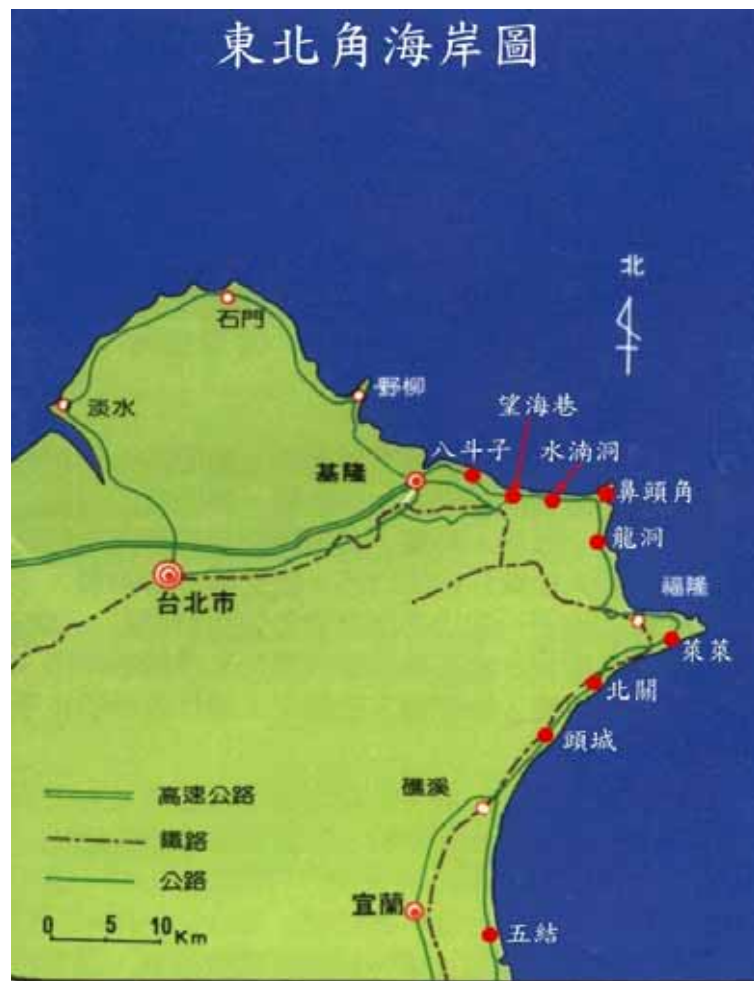 東北角海岸圖
北
石門
野柳
淡水
望海巷
八斗子
水湳洞
基隆
鼻頭角
龍洞
台北市
福隆
萊萊
北關
頭城
礁溪
高速公路
鐵路
公路
宜蘭
0 5 10 Km
五結